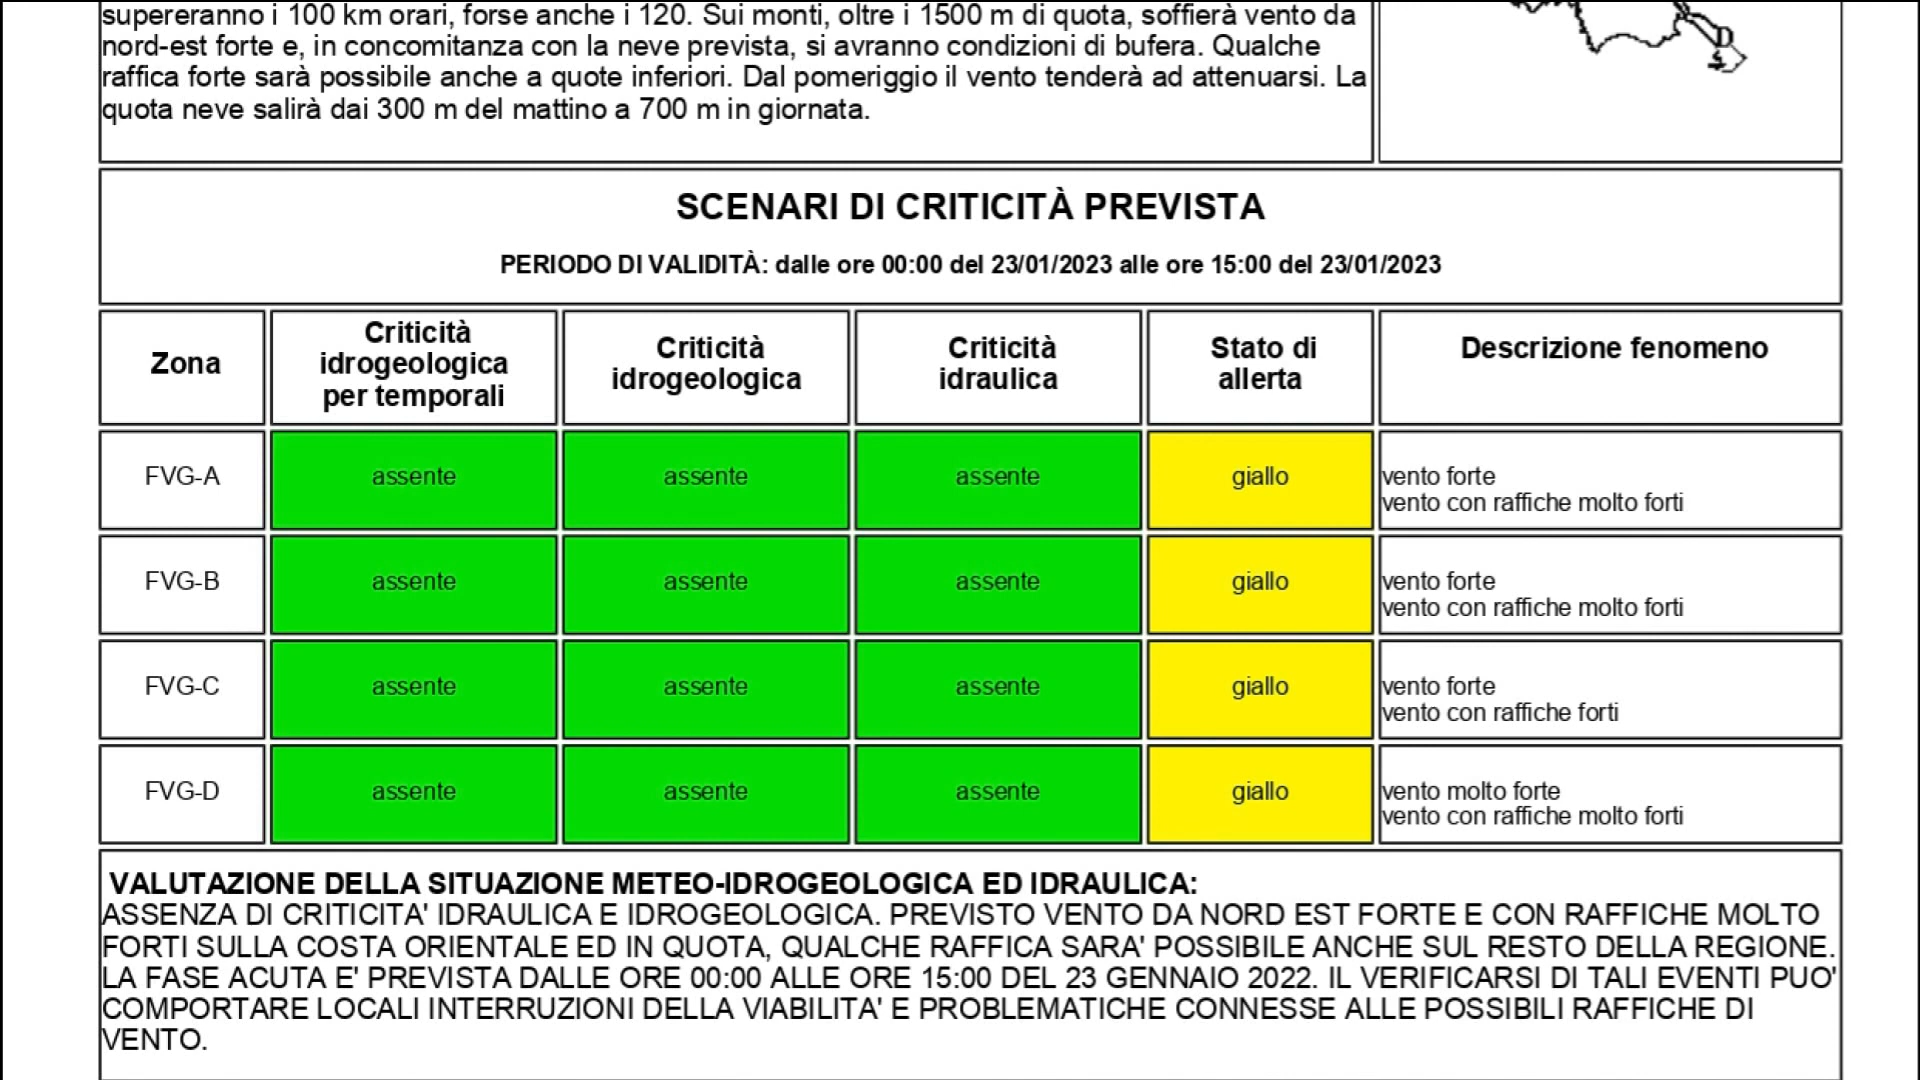 supereranno i 100 km orari, forse anche i 120. Sui monti, oltre i 1500 m di quota, soffierà vento da
nord-est forte e, in concomitanza con la neve prevista, si avranno condizioni di bufera. Qualche
raffica forte sarà possibile anche a quote inferiori. Dal pomeriggio il vento tenderà ad attenuarsi. La
quota neve salirà dai 300 m del mattino a 700 m in giornata.
D
SCENARI DI CRITICITÀ PREVISTA
PERIODO DI VALIDITÀ: dalle ore 00:00 del 23/01/2023 alle ore 15:00 del 23/01/2023
Zona
Criticità
idrogeologica
per temporali
Criticità
idrogeologica
Criticità
idraulica
Stato di
allerta
Descrizione fenomeno
FVG-A
assente
assente
assente
giallo
vento forte
vento con raffiche molto forti
FVG-B
assente
assente
assente
giallo
vento forte
vento con raffiche molto forti
FVG-C
assente
assente
assente
giallo
vento forte
vento con raffiche forti
FVG-D
assente
assente
assente
giallo
vento molto forte
vento con raffiche molto forti
VALUTAZIONE DELLA SITUAZIONE METEO-IDROGEOLOGICA ED IDRAULICA:
ASSENZA DI CRITICITA' IDRAULICA E IDROGEOLOGICA. PREVISTO VENTO DA NORD EST FORTE E CON RAFFICHE MOLTO
FORTI SULLA COSTA ORIENTALE ED IN QUOTA, QUALCHE RAFFICA SARA' POSSIBILE ANCHE SUL RESTO DELLA REGIONE.
LA FASE ACUTA E' PREVISTA DALLE ORE 00:00 ALLE ORE 15:00 DEL 23 GENNAIO 2022. IL VERIFICARSI DI TALI EVENTI PUO'
COMPORTARE LOCALI INTERRUZIONI DELLA VIABILITA' E PROBLEMATICHE CONNESSE ALLE POSSIBILI RAFFICHE DI
VENTO.